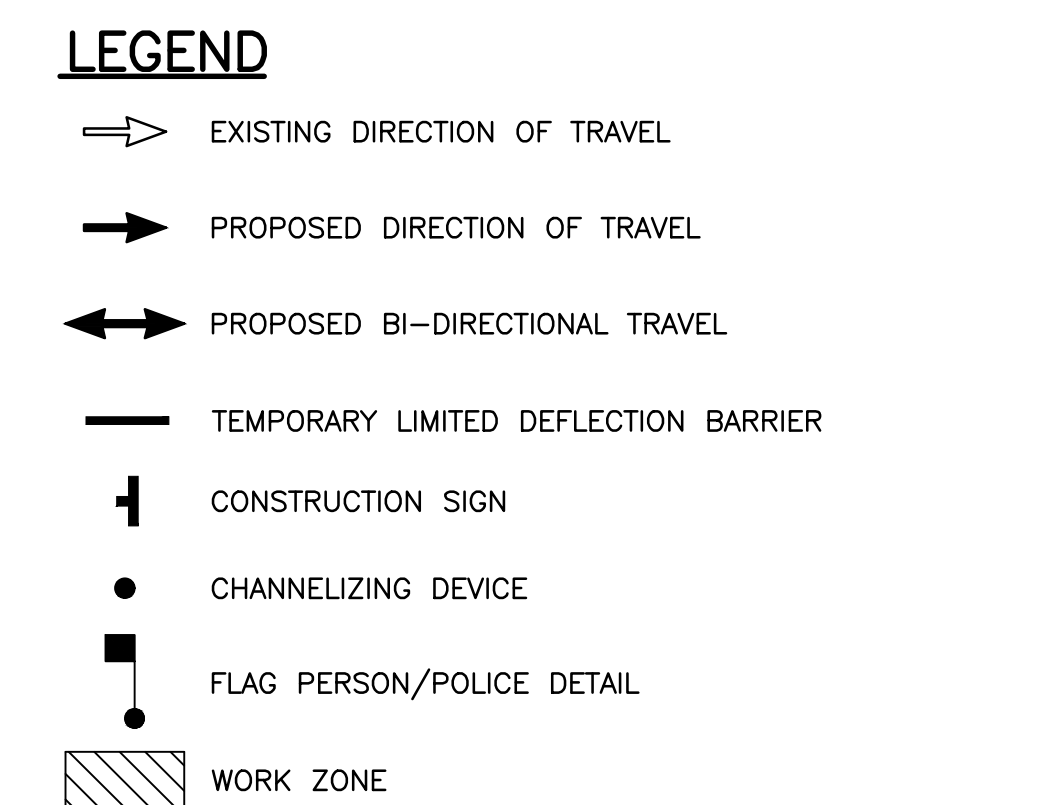 LEGEND
EXISTING DIRECTION OF TRAVEL
PROPOSED DIRECTION OF TRAVEL
PROPOSED BI-DIRECTIONAL TRAVEL
TEMPORARY LIMITED DEFLECTION BARRIER
CONSTRUCTION SIGN
CHANNELIZING DEVICE
FLAG PERSON/POLICE DETAIL
WORK ZONE